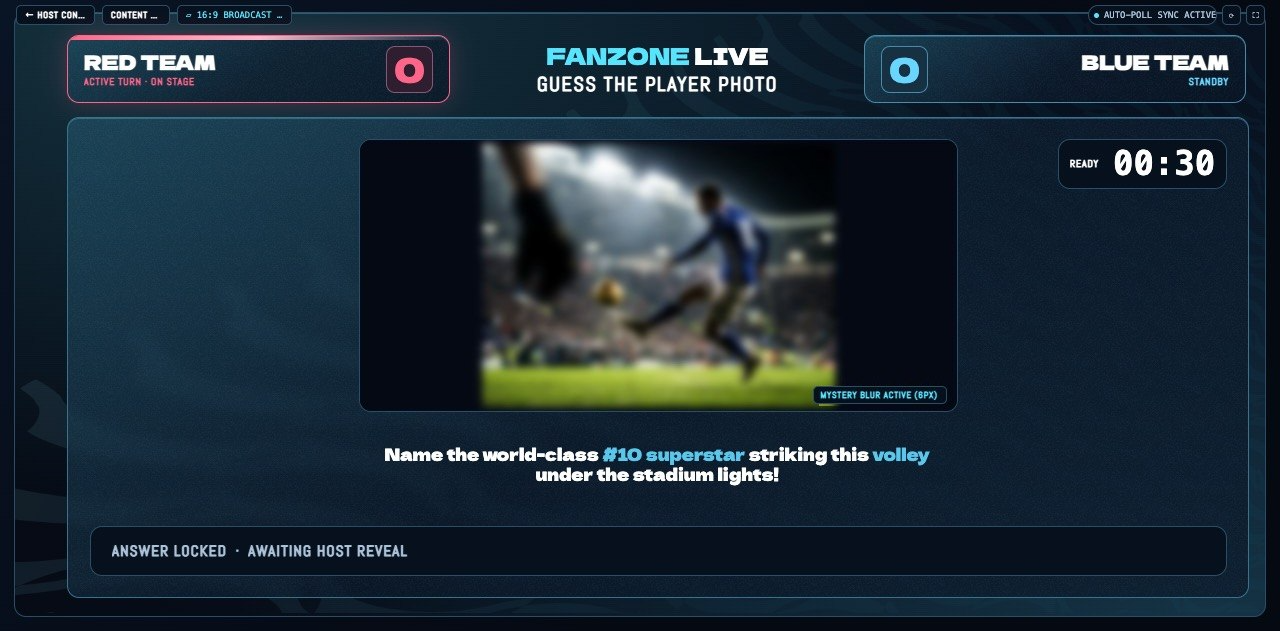 ← HOST CON…
CONTENT …
▱ 16:9 BROADCAST …
● AUTO-POLL SYNC ACTIVE
RED TEAM
ACTIVE TURN · ON STAGE
0
FANZONE LIVE
GUESS THE PLAYER PHOTO
0
BLUE TEAM
STANDBY
READY 00:30
MYSTERY BLUR ACTIVE (6PX)
Name the world-class #10 superstar striking this volley
under the stadium lights!
ANSWER LOCKED · AWAITING HOST REVEAL